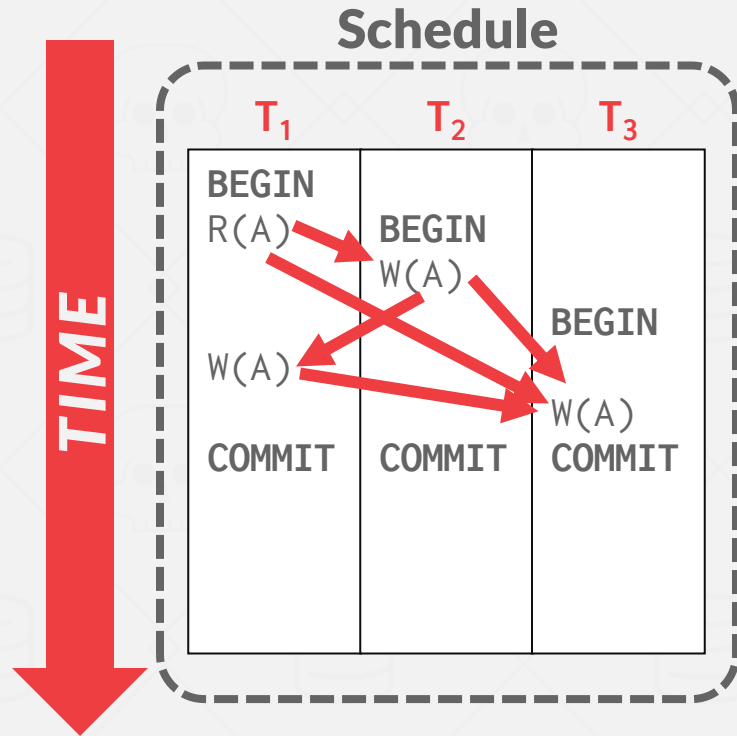 Schedule
TIME
T₁ T₂ T₃
BEGIN
R(A) BEGIN
W(A)
BEGIN
W(A)
W(A)
COMMIT COMMIT COMMIT